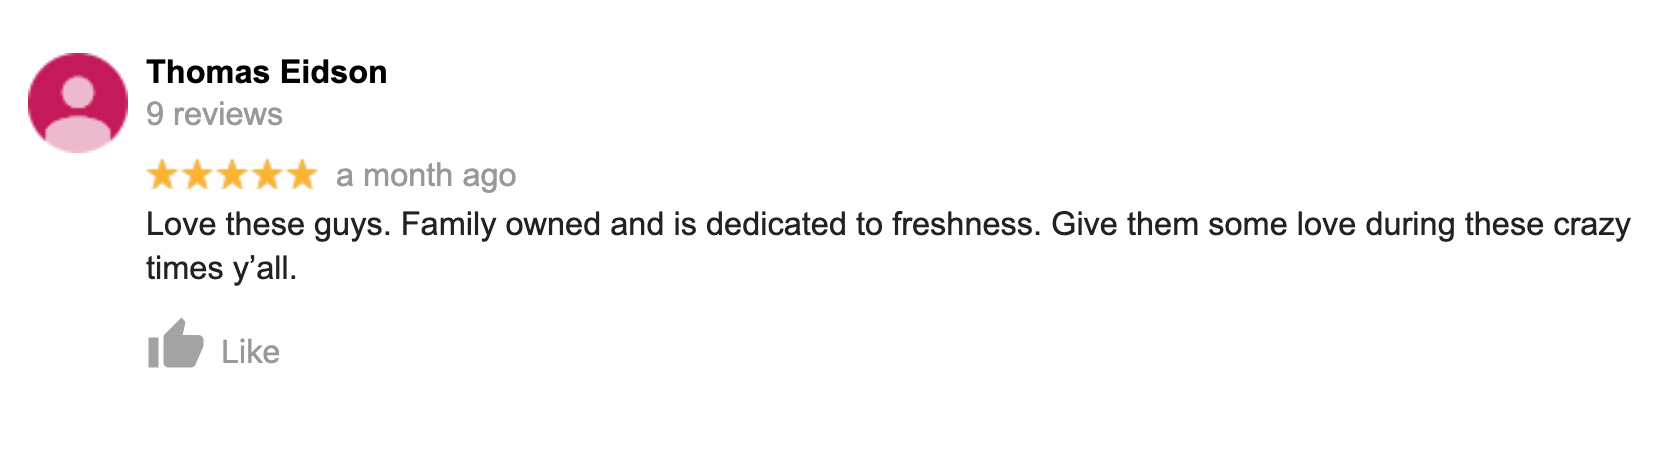 Thomas Eidson
9 reviews
a month ago
Love these guys. Family owned and is dedicated to freshness. Give them some love during these crazy
times y’all.
Like